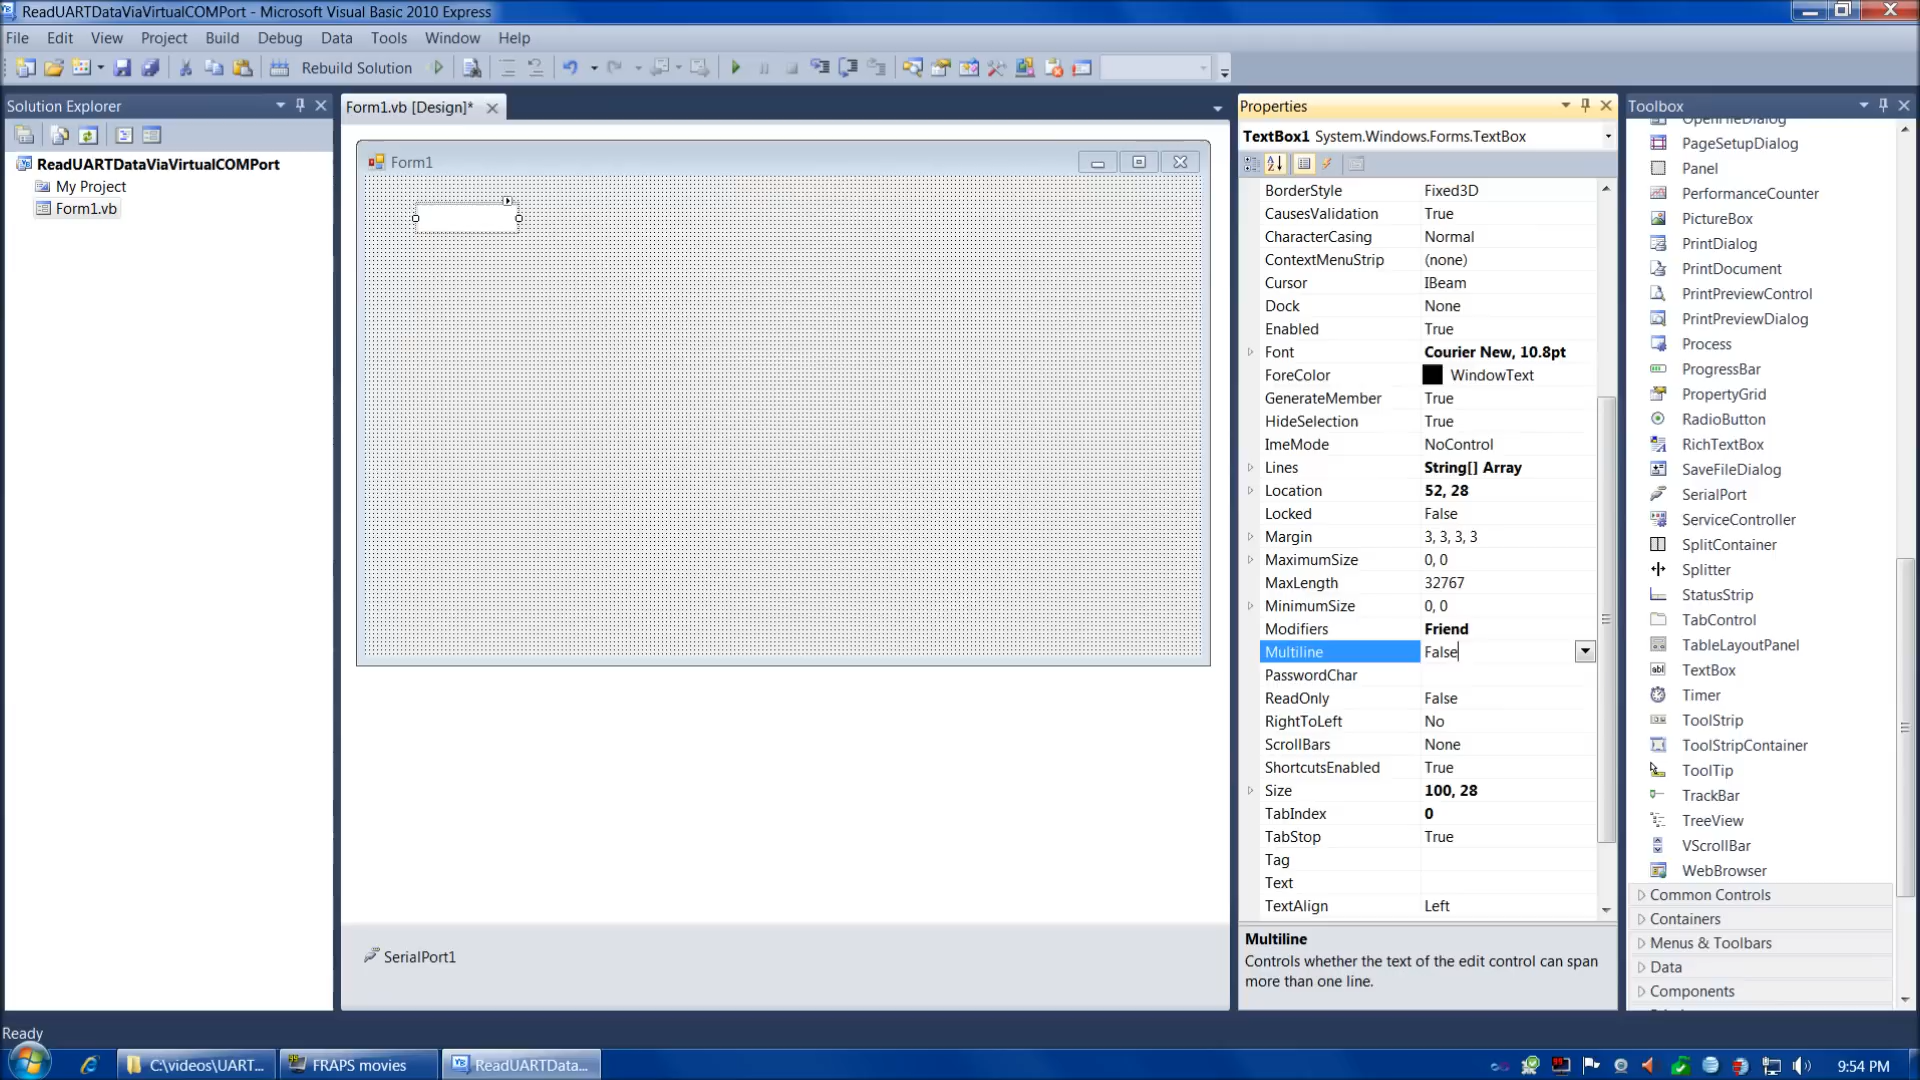 ReadUARTDataViaVirtualCOMPort - Microsoft Visual Basic 2010 Express
File Edit View Project Build Debug Data Tools Window Help
Rebuild Solution
Solution Explorer
ReadUARTDataViaVirtualCOMPort
My Project
Form1.vb
Form1.vb [Design]*
Form1
SerialPort1
Properties
TextBox1 System.Windows.Forms.TextBox
BorderStyle Fixed3D
CausesValidation True
CharacterCasing Normal
ContextMenuStrip (none)
Cursor IBeam
Dock None
Enabled True
Font Courier New, 10.8pt
ForeColor WindowText
GenerateMember True
HideSelection True
ImeMode NoControl
Lines String[] Array
Location 52, 28
Locked False
Margin 3, 3, 3, 3
MaximumSize 0, 0
MaxLength 32767
MinimumSize 0, 0
Modifiers Friend
Multiline False
PasswordChar
ReadOnly False
RightToLeft No
ScrollBars None
ShortcutsEnabled True
Size 100, 28
TabIndex 0
TabStop True
Tag
Text
TextAlign Left
Multiline
Controls whether the text of the edit control can span
more than one line.
Toolbox
OpenFileDialog
PageSetupDialog
Panel
PerformanceCounter
PictureBox
PrintDialog
PrintDocument
PrintPreviewControl
PrintPreviewDialog
Process
ProgressBar
PropertyGrid
RadioButton
RichTextBox
SaveFileDialog
SerialPort
ServiceController
SplitContainer
Splitter
StatusStrip
TabControl
TableLayoutPanel
TextBox
Timer
ToolStrip
ToolStripContainer
ToolTip
TrackBar
TreeView
VScrollBar
WebBrowser
Common Controls
Containers
Menus & Toolbars
Data
Components
Ready
C:\videos\UART... FRAPS movies ReadUARTData... 9:54 PM